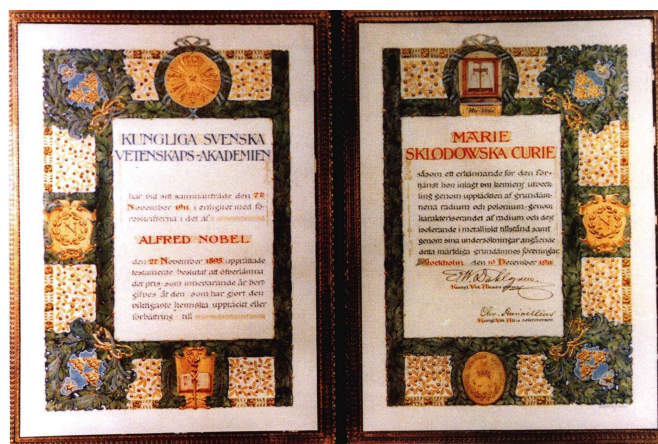 KUNGLIGA SVENSKA
VETENSKAPS-AKADEMIEN
har vid sitt sammanträde den
November 1911 i enlighet med fö-
reskrifterna i det af
ALFRED NOBEL
den 27 November 1895 upprättade
testamente beslutat att öfverlämna
det pris som innevarande år bort-
gifves åt den som har gjort den
viktigaste kemiska upptäckt eller
förbättring till
MARIE
SKLODOWSKA CURIE
såsom ett erkännande för den för-
tjänst hon inlagt om kemiens utveck-
ling genom upptäckten af grundäm-
nena radium och polonium genom
karakteriserandet af radium och dess
isolerande i metalliskt tillstånd samt
genom sina undersökningar angående
detta märkliga grundämnes föreningar.
Stockholm den 10 December 1911